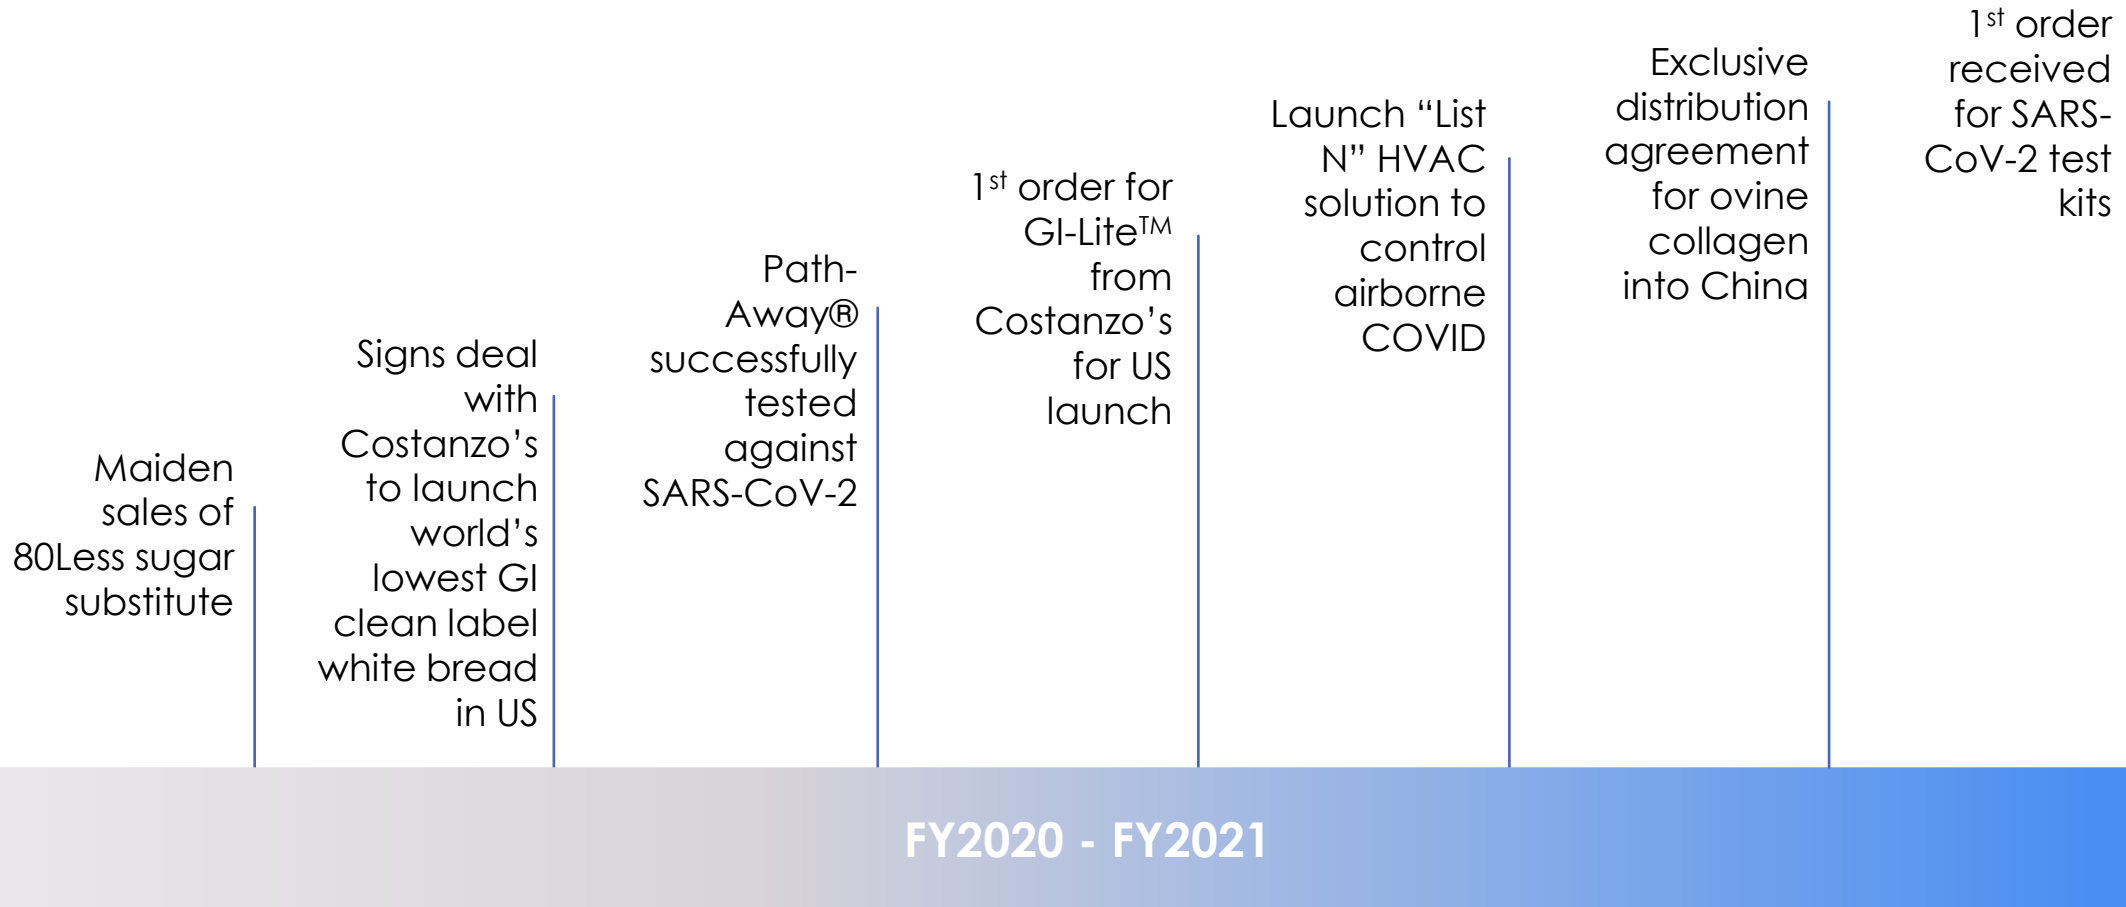 Maiden
sales of
80Less sugar
substitute
Signs deal
with
Costanzo’s
to launch
world’s
lowest GI
clean label
white bread
in US
Path-
Away®
successfully
tested
against
SARS-CoV-2
1st order for
GI-Lite™
from
Costanzo’s
for US
launch
Launch “List
N” HVAC
solution to
control
airborne
COVID
Exclusive
distribution
agreement
for ovine
collagen
into China
1st order
received
for SARS-
CoV-2 test
kits
FY2020 - FY2021